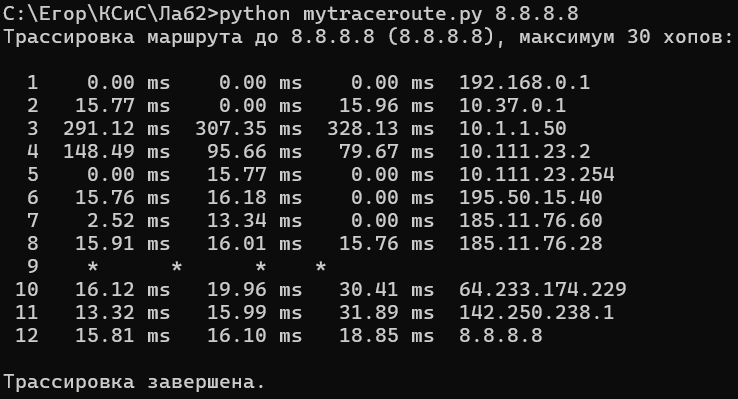 C:\Егор\КСиС\Лаб2>python mytraceroute.py 8.8.8.8
Трассировка маршрута до 8.8.8.8 (8.8.8.8), максимум 30 хопов:
1 0.00 ms 0.00 ms 0.00 ms 192.168.0.1
2 15.77 ms 0.00 ms 15.96 ms 10.37.0.1
3 291.12 ms 307.35 ms 328.13 ms 10.1.1.50
4 148.49 ms 95.66 ms 79.67 ms 10.111.23.2
5 0.00 ms 15.77 ms 0.00 ms 10.111.23.254
6 15.76 ms 16.18 ms 0.00 ms 195.50.15.40
7 2.52 ms 13.34 ms 0.00 ms 185.11.76.60
8 15.91 ms 16.01 ms 15.76 ms 185.11.76.28
9 * * * *
10 16.12 ms 19.96 ms 30.41 ms 64.233.174.229
11 13.32 ms 15.99 ms 31.89 ms 142.250.238.1
12 15.81 ms 16.10 ms 18.85 ms 8.8.8.8
Трассировка завершена.